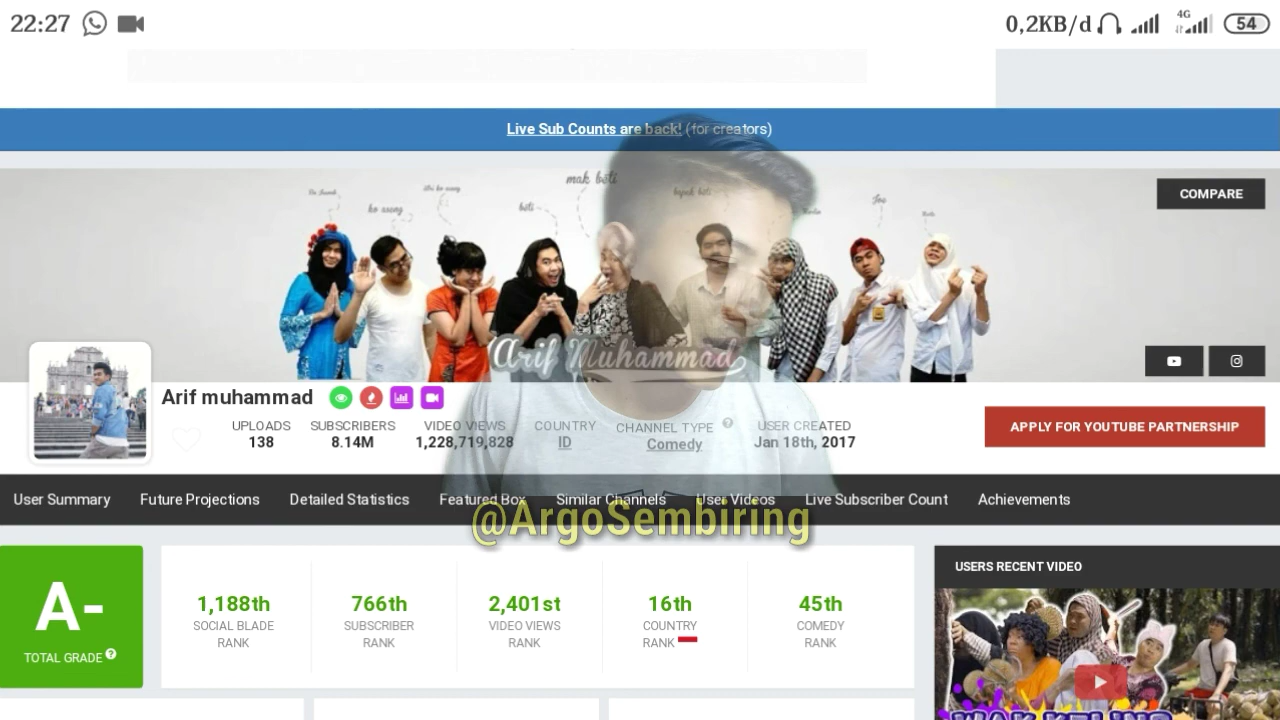 22:27
0,2KB/d
4G
54
Live Sub Counts are back! (for creators)
mak beti
beti
COMPARE
Arif Muhammad
Arif muhammad
UPLOADS
138
SUBSCRIBERS
8.14M
VIDEO VIEWS
1,228,719,828
COUNTRY
ID
CHANNEL TYPE ?
Comedy
USER CREATED
Jan 18th, 2017
APPLY FOR YOUTUBE PARTNERSHIP
User Summary
Future Projections
Detailed Statistics
Featured Box
Similar Channels
User Videos
Live Subscriber Count
Achievements
@ArgoSembiring
A-
TOTAL GRADE ?
1,188th
SOCIAL BLADE
RANK
766th
SUBSCRIBER
RANK
2,401st
VIDEO VIEWS
RANK
16th
COUNTRY
RANK
45th
COMEDY
RANK
USERS RECENT VIDEO